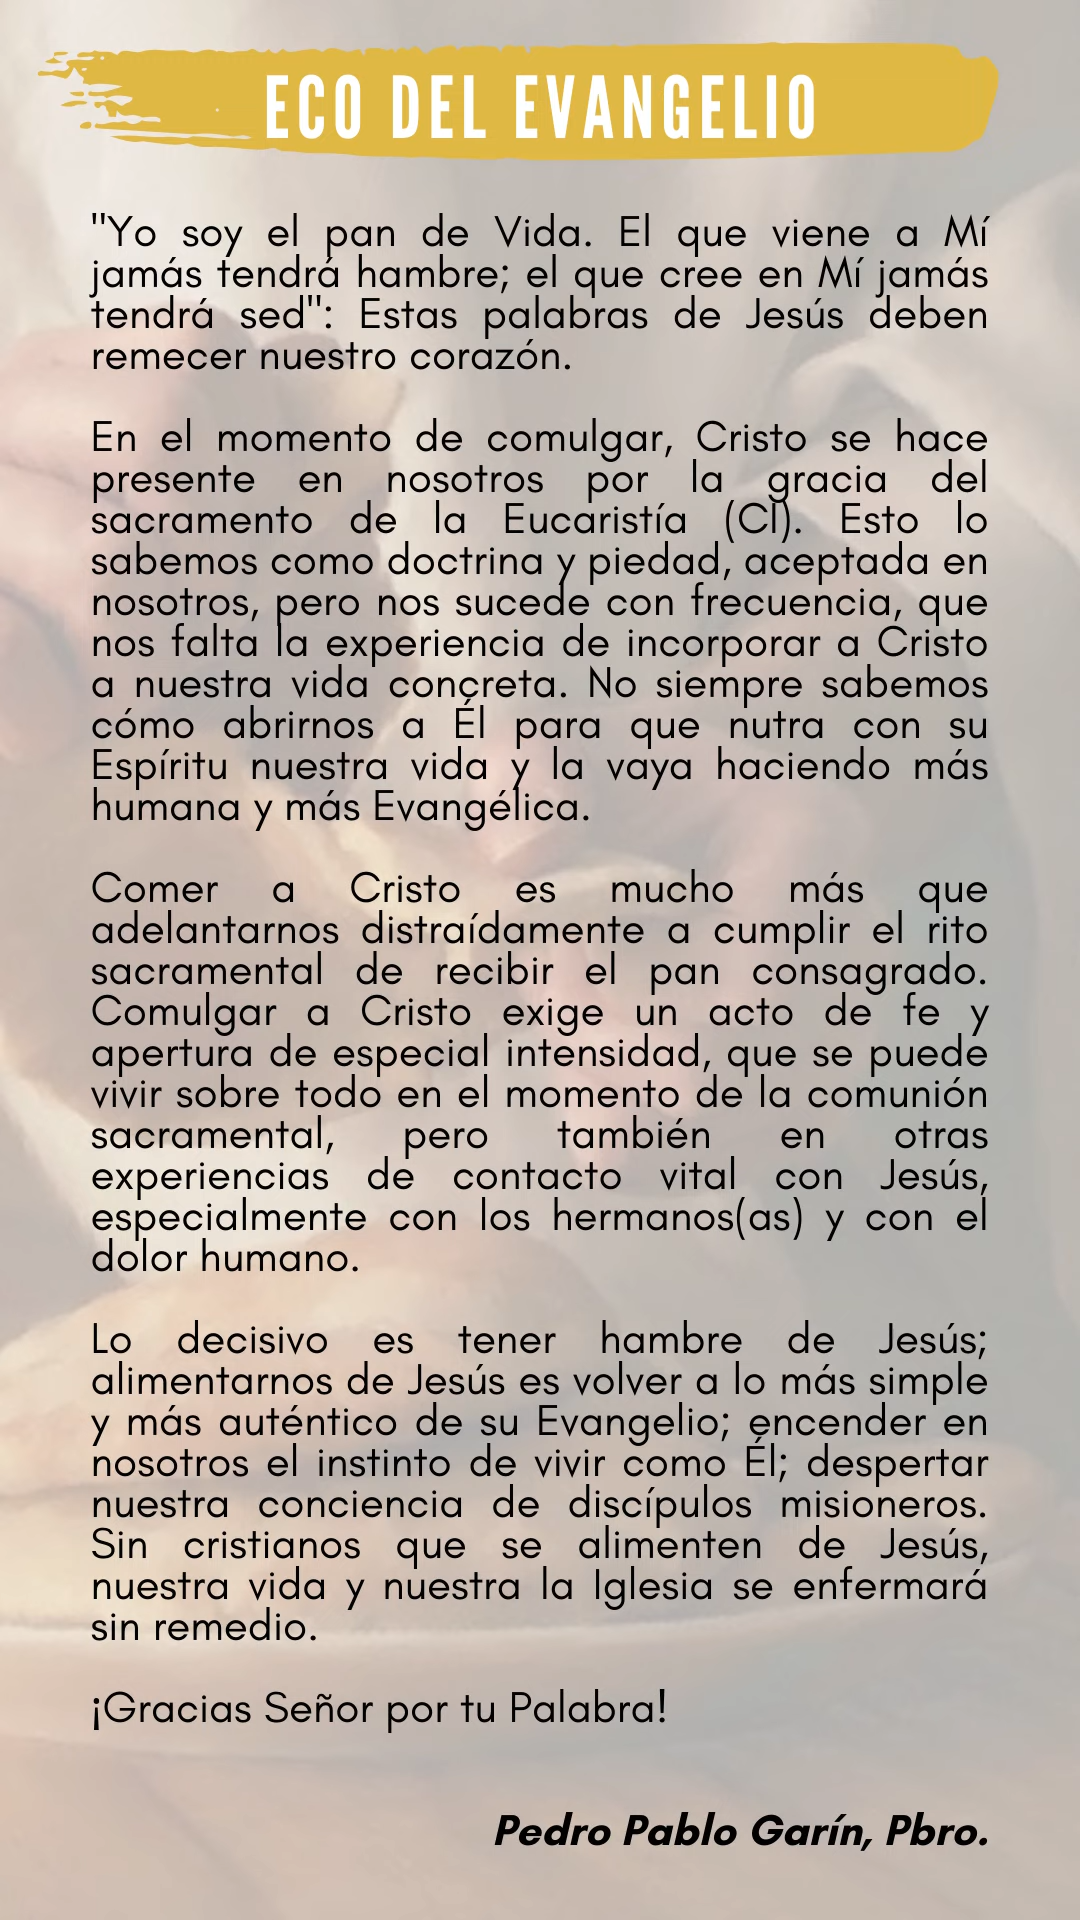 ECO DEL EVANGELIO
"Yo soy el pan de Vida. El que viene a Mí
jamás tendrá hambre; el que cree en Mí jamás
tendrá sed": Estas palabras de Jesús deben
remecer nuestro corazón.
En el momento de comulgar, Cristo se hace
presente en nosotros por la gracia del
sacramento de la Eucaristía (CI). Esto lo
sabemos como doctrina y piedad, aceptada en
nosotros, pero nos sucede con frecuencia, que
nos falta la experiencia de incorporar a Cristo
a nuestra vida concreta. No siempre sabemos
cómo abrirnos a Él para que nutra con su
Espíritu nuestra vida y la vaya haciendo más
humana y más Evangélica.
Comer a Cristo es mucho más que
adelantarnos distraídamente a cumplir el rito
sacramental de recibir el pan consagrado.
Comulgar a Cristo exige un acto de fe y
apertura de especial intensidad, que se puede
vivir sobre todo en el momento de la comunión
sacramental, pero también en otras
experiencias de contacto vital con Jesús,
especialmente con los hermanos(as) y con el
dolor humano.
Lo decisivo es tener hambre de Jesús;
alimentarnos de Jesús es volver a lo más simple
y más auténtico de su Evangelio; encender en
nosotros el instinto de vivir como Él; despertar
nuestra conciencia de discípulos misioneros.
Sin cristianos que se alimenten de Jesús,
nuestra vida y nuestra la Iglesia se enfermará
sin remedio.
¡Gracias Señor por tu Palabra!
Pedro Pablo Garín, Pbro.